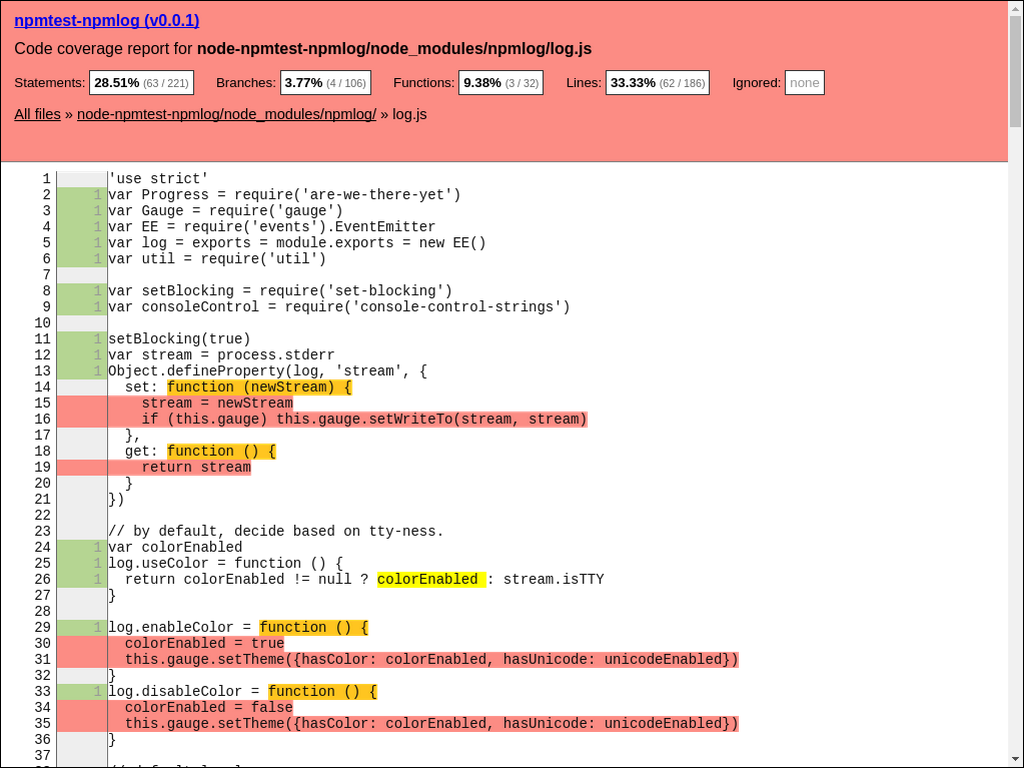 npmtest-npmlog (v0.0.1)
Code coverage report for node-npmtest-npmlog/node_modules/npmlog/log.js
Statements: 28.51% (63 / 221) Branches: 3.77% (4 / 106) Functions: 9.38% (3 / 32) Lines: 33.33% (62 / 186) Ignored: none
All files » node-npmtest-npmlog/node_modules/npmlog/ » log.js
1 'use strict'
2 1 var Progress = require('are-we-there-yet')
3 1 var Gauge = require('gauge')
4 1 var EE = require('events').EventEmitter
5 1 var log = exports = module.exports = new EE()
6 1 var util = require('util')
7
8 1 var setBlocking = require('set-blocking')
9 1 var consoleControl = require('console-control-strings')
10
11 1 setBlocking(true)
12 1 var stream = process.stderr
13 1 Object.defineProperty(log, 'stream', {
14   set: function (newStream) {
15     stream = newStream
16     if (this.gauge) this.gauge.setWriteTo(stream, stream)
17   },
18   get: function () {
19     return stream
20   }
21 })
22
23 // by default, decide based on tty-ness.
24 1 var colorEnabled
25 1 log.useColor = function () {
26 1   return colorEnabled != null ? colorEnabled : stream.isTTY
27 }
28
29 1 log.enableColor = function () {
30   colorEnabled = true
31   this.gauge.setTheme({hasColor: colorEnabled, hasUnicode: unicodeEnabled})
32 }
33 1 log.disableColor = function () {
34   colorEnabled = false
35   this.gauge.setTheme({hasColor: colorEnabled, hasUnicode: unicodeEnabled})
36 }
37